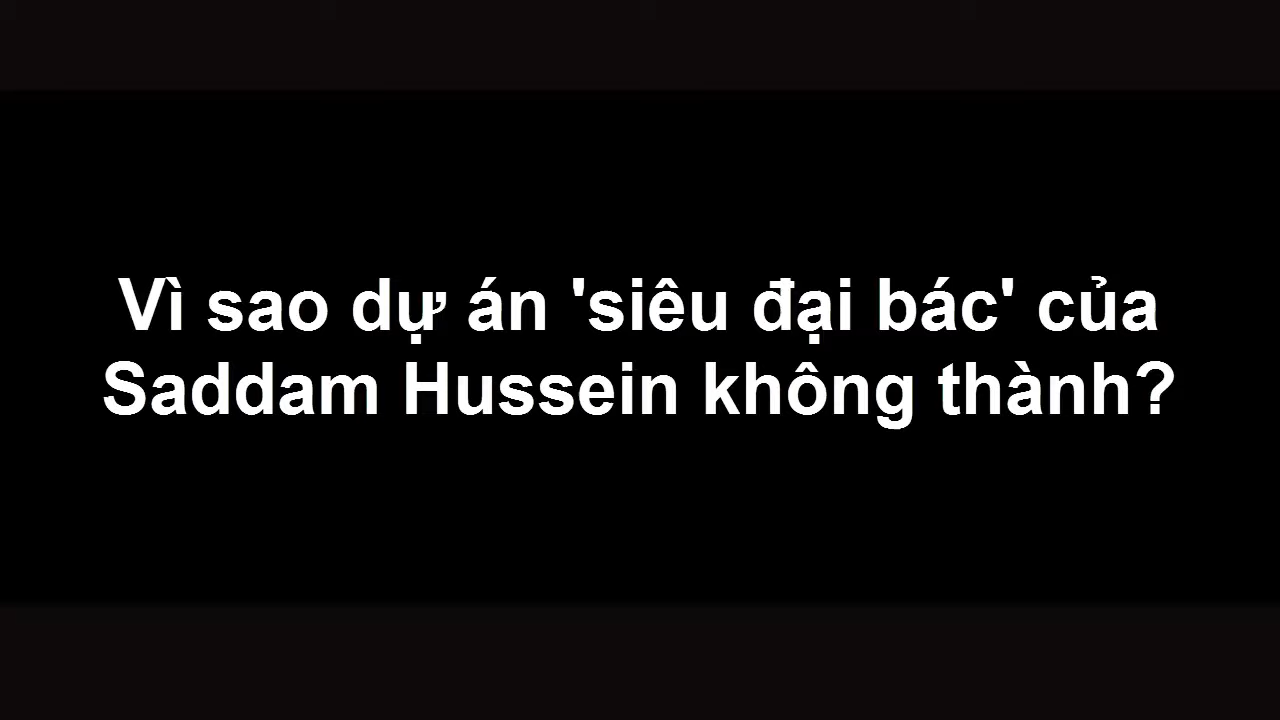 Vì sao dự án 'siêu đại bác' của
Saddam Hussein không thành?